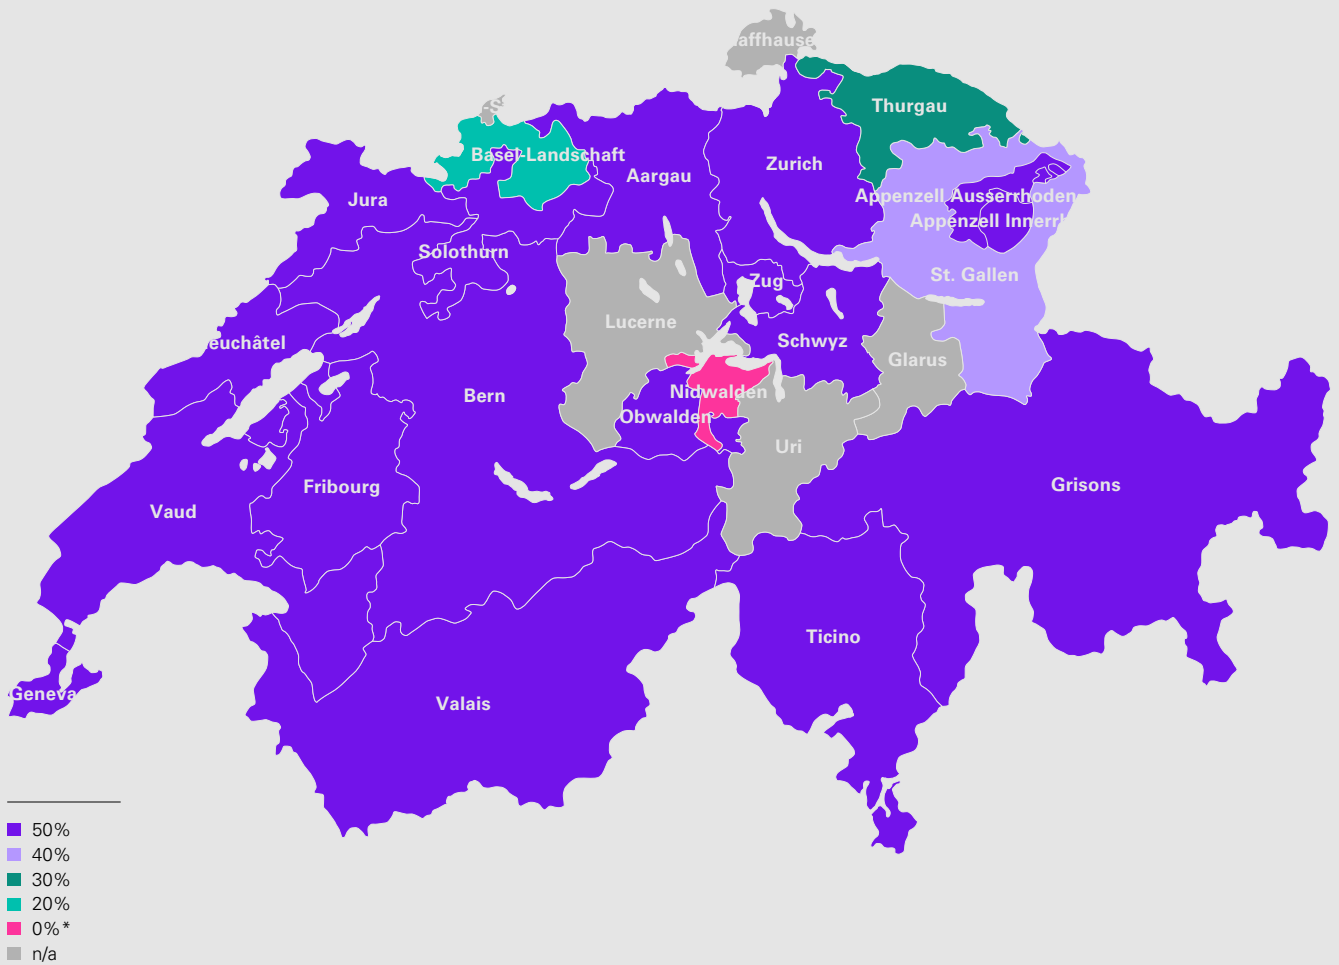 affhause
Thurgau
Basel-Landschaft
Zurich
Aargau
Jura
Appenzell Ausserrhoden
Appenzell Innerrh
Solothurn
St. Gallen
Zug
Lucerne
Schwyz
euchâtel
Glarus
Nidwalden
Bern
Obwalden
Uri
Fribourg
Grisons
Vaud
Ticino
Geneva
Valais
50%
40%
30%
20%
0%*
n/a